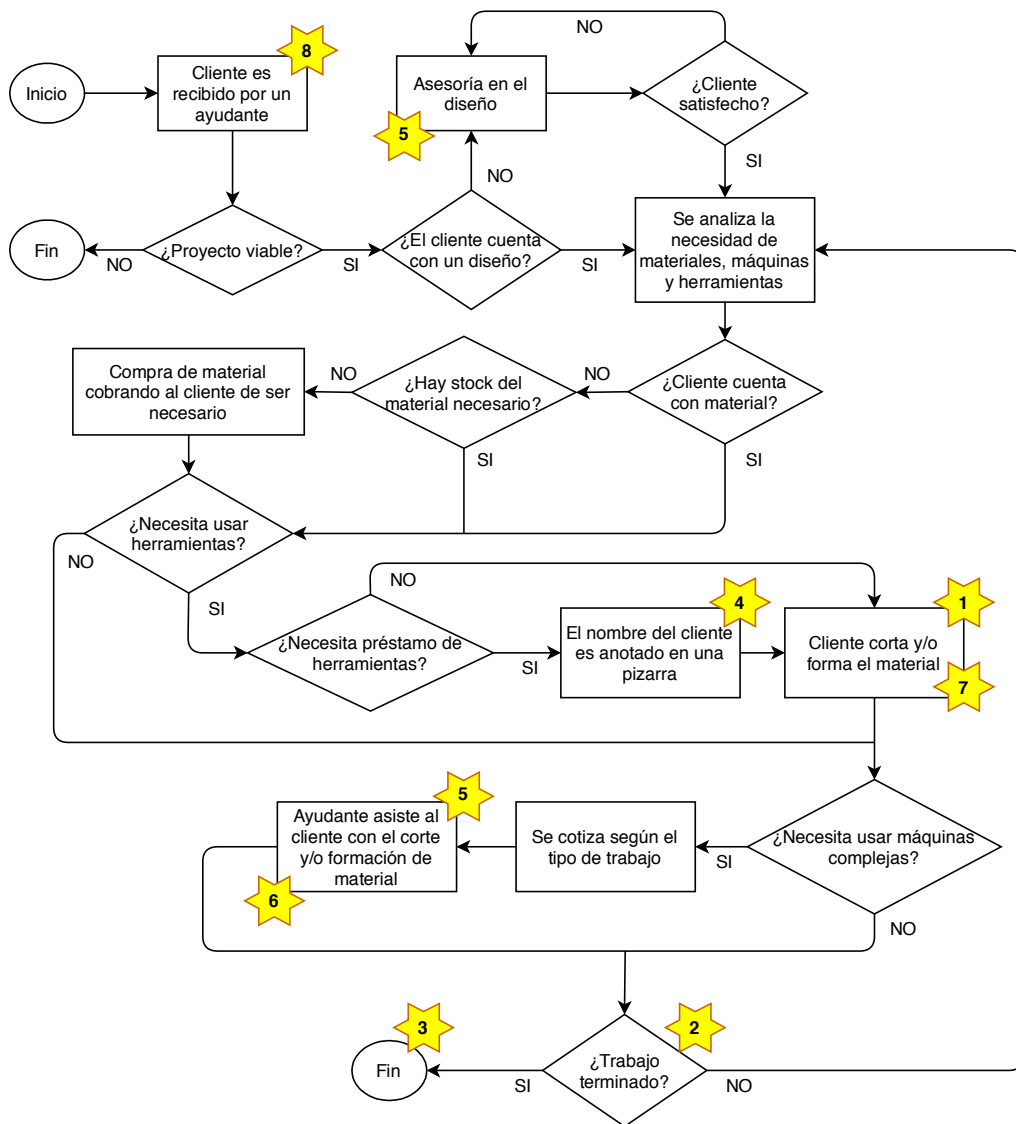 NO
8
Inicio
Cliente es
recibido por un
ayudante
Asesoría en el
diseño
¿Cliente
satisfecho?
5
SI
NO
Fin
NO
¿Proyecto viable?
SI
¿El cliente cuenta
con un diseño?
SI
Se analiza la
necesidad de
materiales, máquinas
y herramientas
Compra de material
cobrando al cliente de ser
necesario
NO
¿Hay stock del
material necesario?
NO
¿Cliente cuenta
con material?
SI
SI
¿Necesita usar
herramientas?
NO
SI
NO
4
1
¿Necesita préstamo de
herramientas?
SI
El nombre del cliente
es anotado en una
pizarra
Cliente corta y/o
forma el material
7
5
Ayudante asiste al
cliente con el corte
y/o formación de
material
6
Se cotiza según el
tipo de trabajo
SI
¿Necesita usar máquinas
complejas?
NO
3
2
Fin
SI
¿Trabajo
terminado?
NO